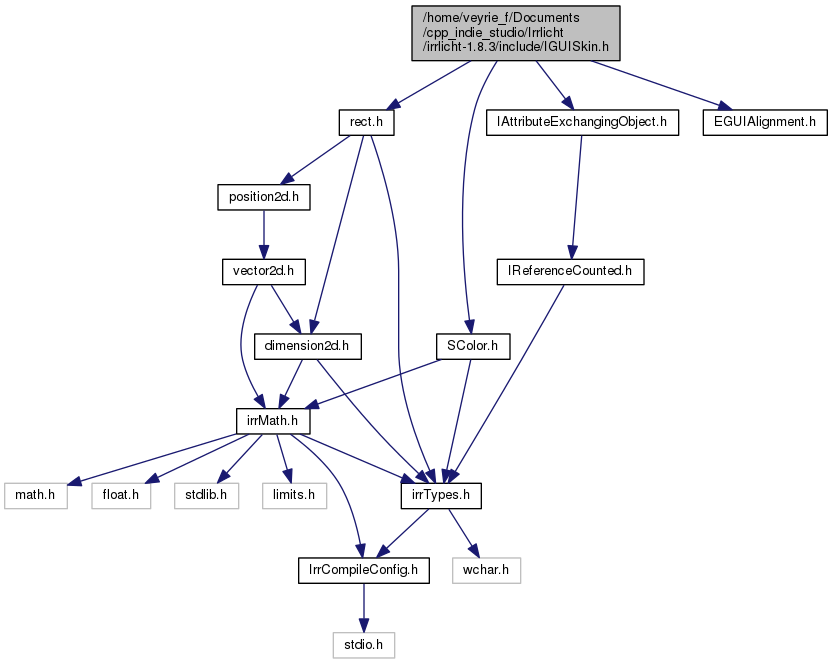 /home/veyrie_f/Documents
/cpp_indie_studio/Irrlicht
/irrlicht-1.8.3/include/IGUISkin.h
rect.h
IAttributeExchangingObject.h
EGUIAlignment.h
position2d.h
vector2d.h
IReferenceCounted.h
dimension2d.h
SColor.h
irrMath.h
math.h
float.h
stdlib.h
limits.h
irrTypes.h
IrrCompileConfig.h
wchar.h
stdio.h